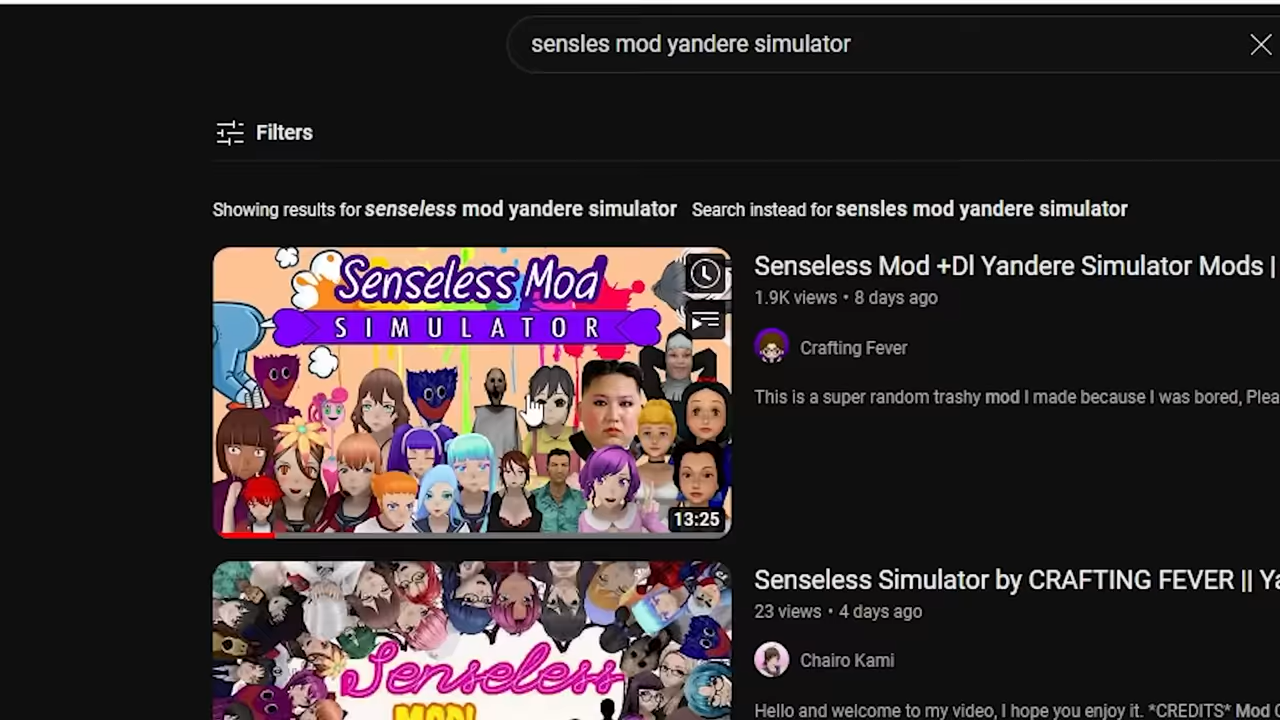 sensles mod yandere simulator
Filters
Showing results for senseless mod yandere simulator Search instead for sensles mod yandere simulator
Senseless Mod
SIMULATOR
13:25
Senseless Mod +Dl Yandere Simulator Mods |
1.9K views • 8 days ago
Crafting Fever
This is a super random trashy mod I made because I was bored, Plea
Senseless
MOD!
Senseless Simulator by CRAFTING FEVER || Ya
23 views • 4 days ago
Chairo Kami
Hello and welcome to my video, I hope you enjoy it. *CREDITS* Mod C